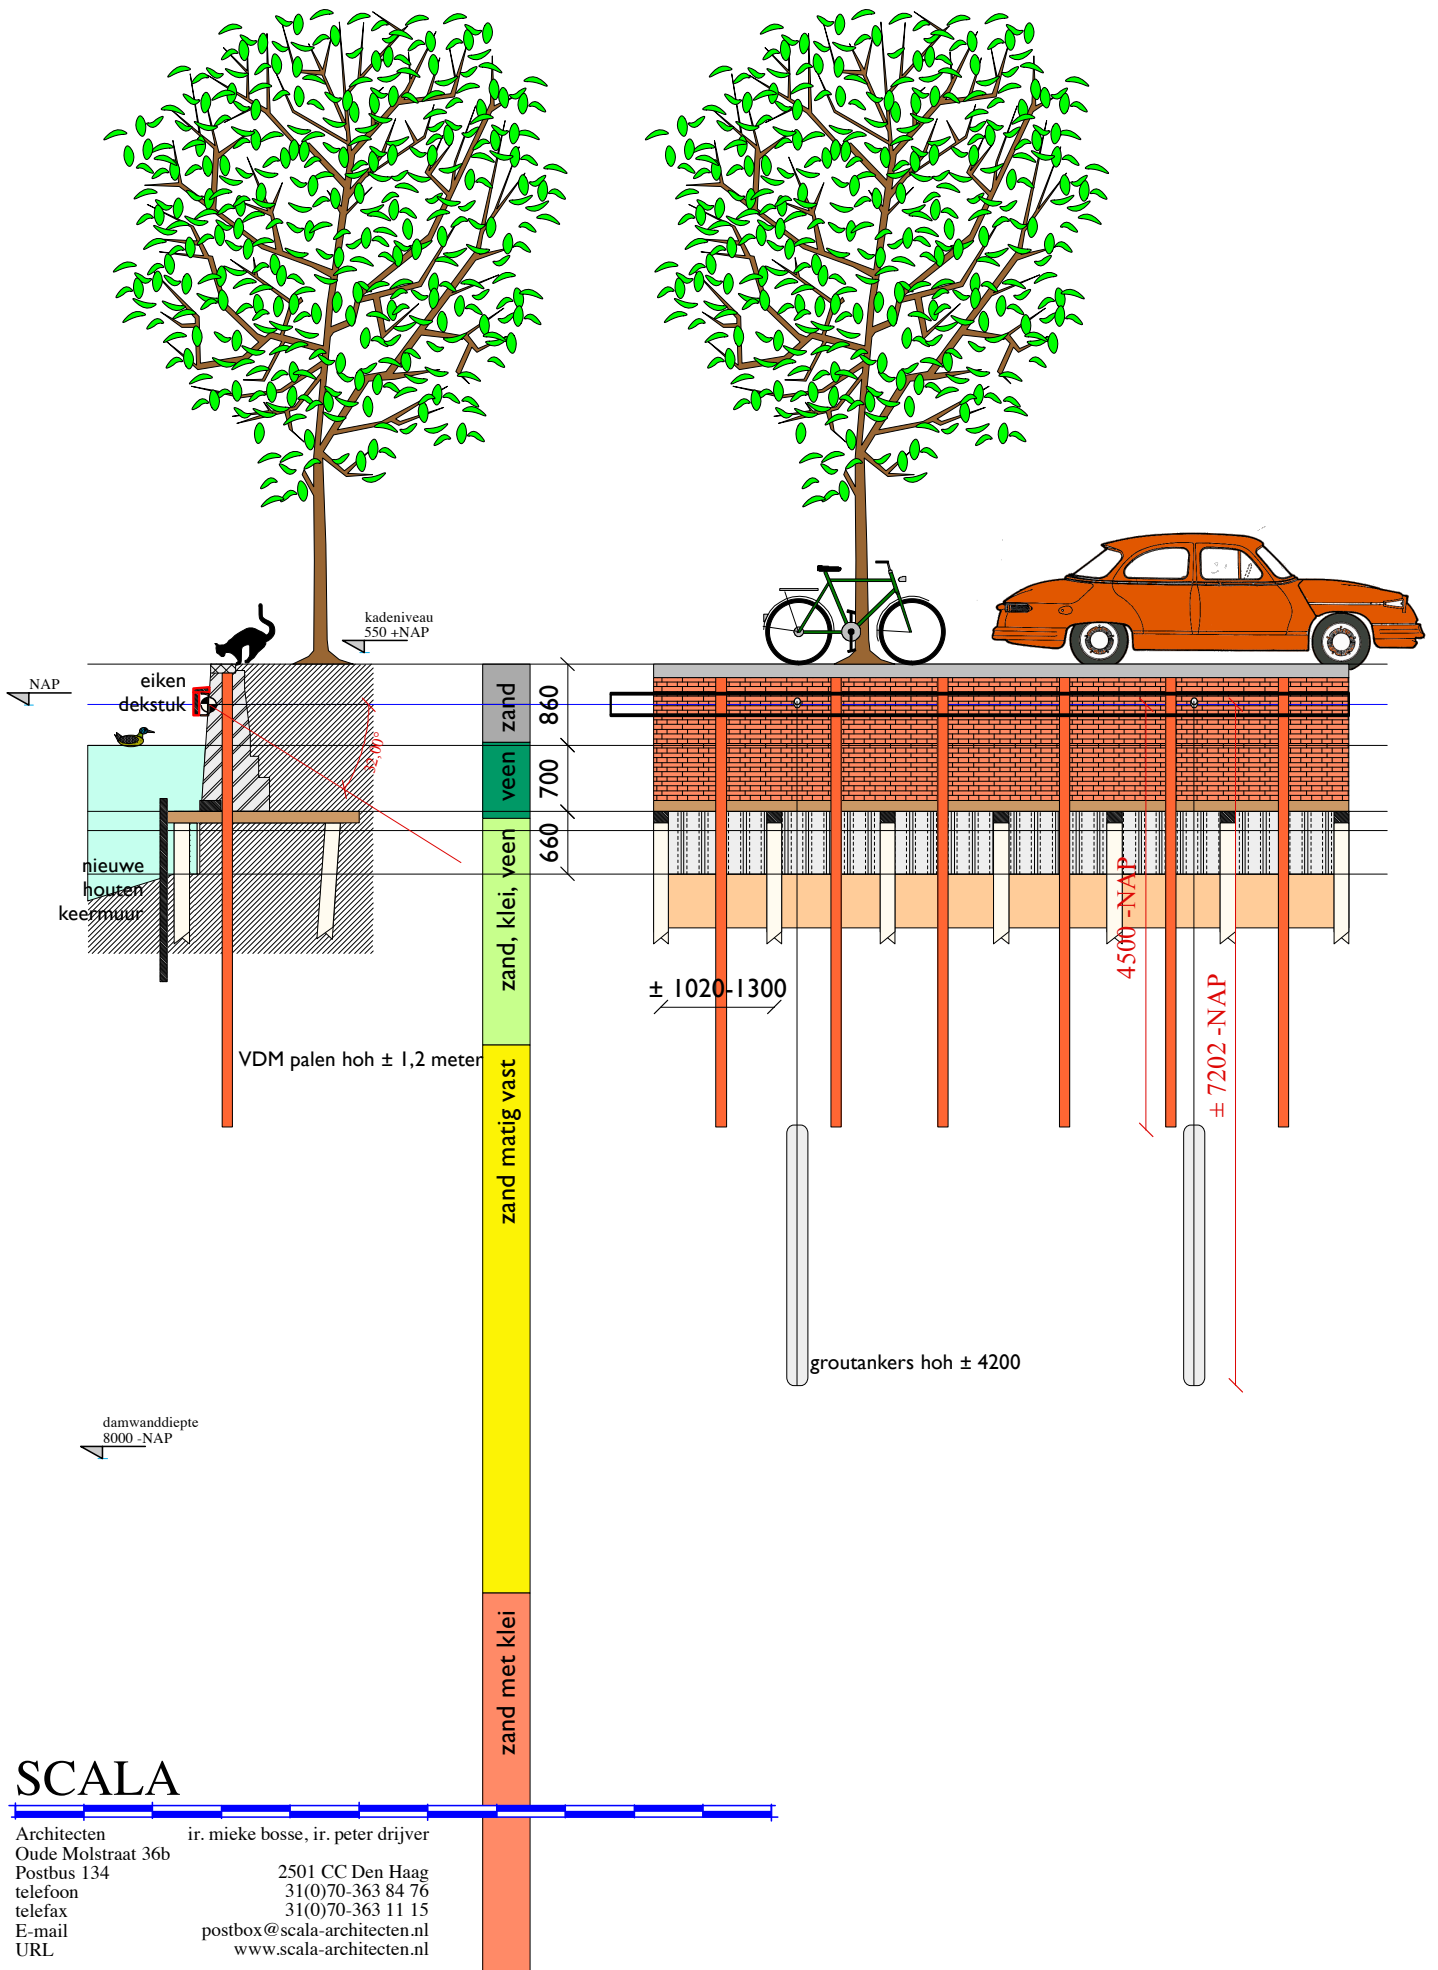 kadeniveau
550 +NAP
NAP
eiken
dekstuk
32,00°
nieuwe
houten
keermuur
VDM palen hoh ± 1,2 meter
zand
veen
zand, klei, veen
zand matig vast
zand met klei
860
700
660
± 1020-1300
4500 -NAP
± 7202 -NAP
groutankers hoh ± 4200
damwanddiepte
8000 -NAP
SCALA
Architecten ir. mieke bosse, ir. peter drijver
Oude Molstraat 36b
Postbus 134 2501 CC Den Haag
telefoon 31(0)70-363 84 76
telefax 31(0)70-363 11 15
E-mail postbox@scala-architecten.nl
URL www.scala-architecten.nl